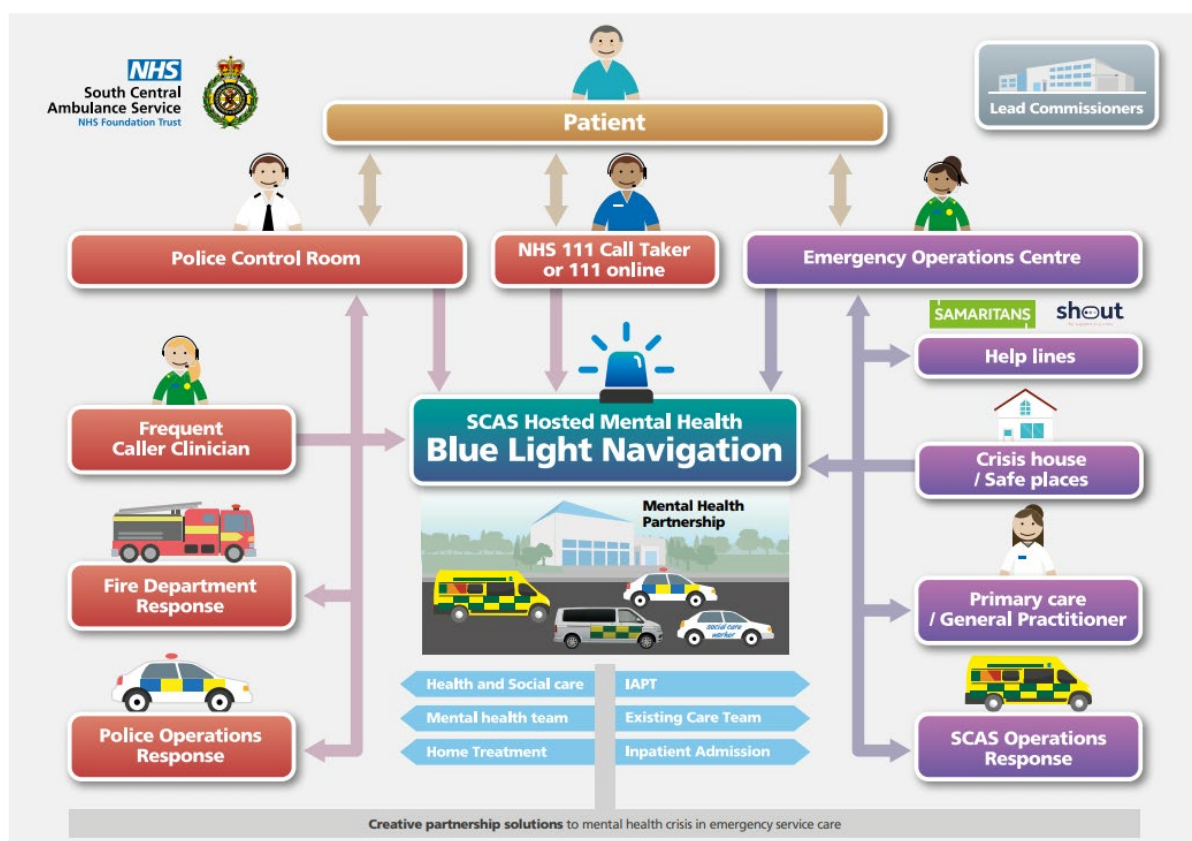 NHS
South Central
Ambulance Service
NHS Foundation Trust
Lead Commissioners
Patient
Police Control Room
NHS 111 Call Taker
or 111 online
Emergency Operations Centre
SAMARITANS
shout
Help lines
Frequent
Caller Clinician
SCAS Hosted Mental Health
Blue Light Navigation
Crisis house
/ Safe places
Mental Health
Partnership
Fire Department
Response
social care
worker
Primary care
/ General Practitioner
Health and Social care
IAPT
Mental health team
Existing Care Team
Home Treatment
Inpatient Admission
Police Operations
Response
SCAS Operations
Response
Creative partnership solutions to mental health crisis in emergency service care